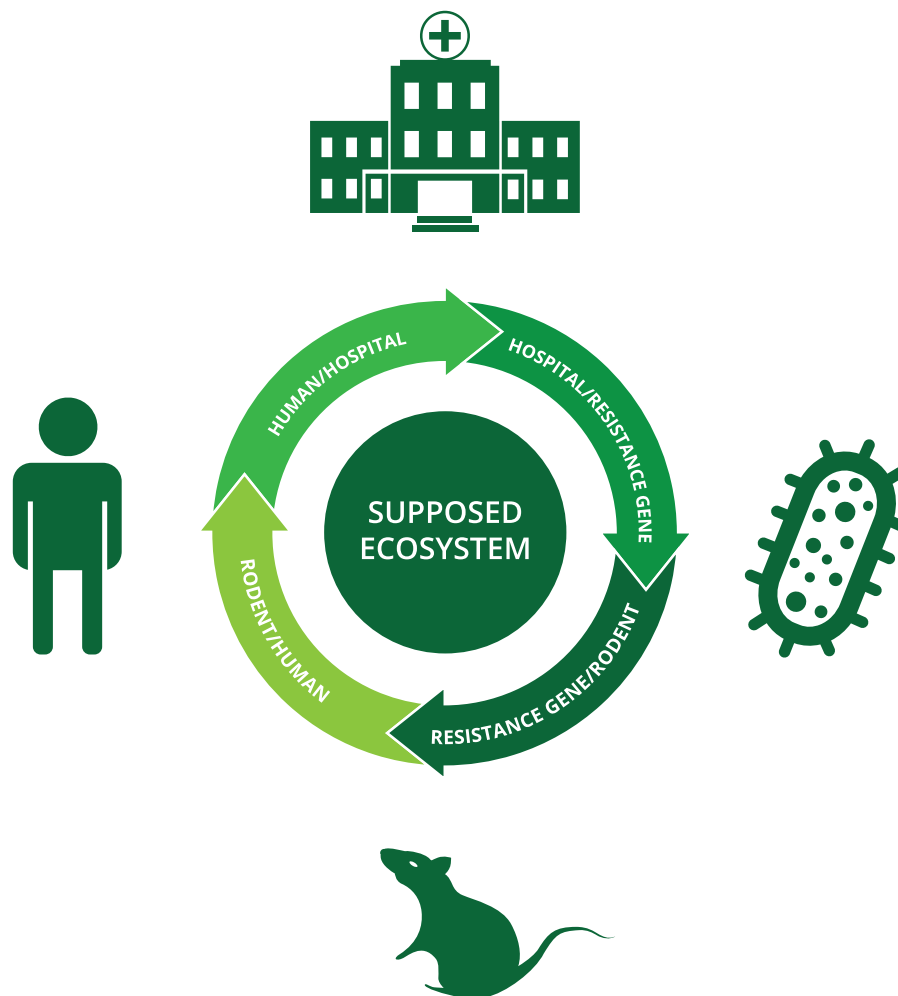 HUMAN/HOSPITAL
HOSPITAL/RESISTANCE GENE
SUPPOSED
ECOSYSTEM
RODENT/HUMAN
RESISTANCE GENE/RODENT